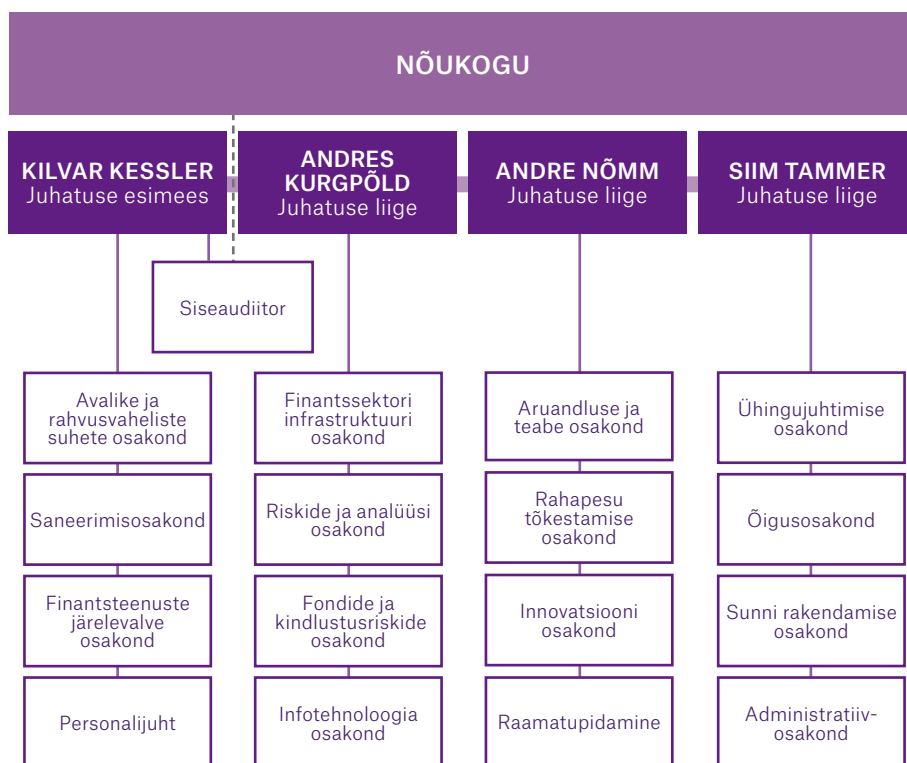 NÕUKOGU
KILVAR KESSLER
Juhatuse esimees
ANDRES
KURGPÕLD
Juhatuse liige
ANDRE NÕMM
Juhatuse liige
SIIM TAMMER
Juhatuse liige
Siseaudiitor
Avalike ja
rahvusvaheliste
suhete osakond
Finantssektori
infrastruktuuri
osakond
Aruandluse ja
teabe osakond
Ühingujuhtimise
osakond
Saneerimisosakond
Riskide ja analüüsi
osakond
Rahapesu
tõkestamise
osakond
Õigusosakond
Finantsteenuste
järelevalve
osakond
Fondide ja
kindlustusriskide
osakond
Innovatsiooni
osakond
Sunni rakendamise
osakond
Personalijuht
Infotehnoloogia
osakond
Raamatupidamine
Administratiiv-
osakond